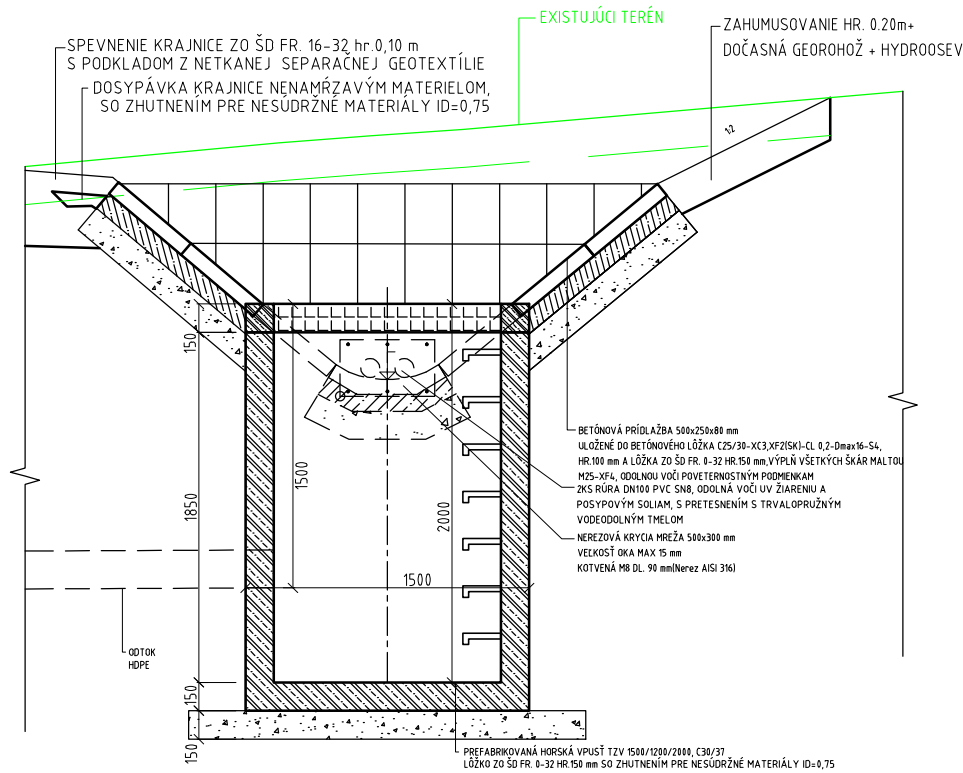 EXISTUJÚCI TERÉN
ZAHUMUSOVANIE HR. 0.20m+
DOČASNÁ GEOROHOŽ + HYDROOSEV
SPEVNENIE KRAJNICE ZO ŠD FR. 16-32 hr.0,10 m
S PODKLADOM Z NETKANEJ SEPARAČNEJ GEOTEXTÍLIE
DOSYPÁVKA KRAJNICE NENAMŔZAVÝM MATERIELOM,
SO ZHUTNENÍM PRE NESÚDRŽNÉ MATERIÁLY ID=0,75
1:2
150
1500
2000
1850
1500
150
150
BETÓNOVÁ PRÍDLAŽBA 500x250x80 mm
ULOŽENÉ DO BETÓNOVÉHO LÔŽKA C25/30-XC3,XF2(SK)-CL 0,2-Dmax16-S4,
HR.100 mm A LÔŽKA ZO ŠD FR. 0-32 HR.150 mm,VÝPLŇ VŠETKÝCH ŠKÁR MALTOU
M25-XF4, ODOLNOU VOČI POVETERNOSTNÝM PODMIENKAM
2KS RÚRA DN100 PVC SN8, ODOLNÁ VOČI UV ŽIARENIU A
POSYPOVÝM SOLIAM, S PRETESNENÍM S TRVALOPRUŽNÝM
VODEODOLNÝM TMELOM
NEREZOVÁ KRYCIA MREŽA 500x300 mm
VEĽKOSŤ OKA MAX 15 mm
KOTVENÁ M8 DL. 90 mm(Nerez AISI 316)
ODTOK
HDPE
PREFABRIKOVANÁ HORSKÁ VPUSŤ TZV 1500/1200/2000, C30/37
LÔŽKO ZO ŠD FR. 0-32 HR.150 mm SO ZHUTNENÍM PRE NESÚDRŽNÉ MATERIÁLY ID=0,75